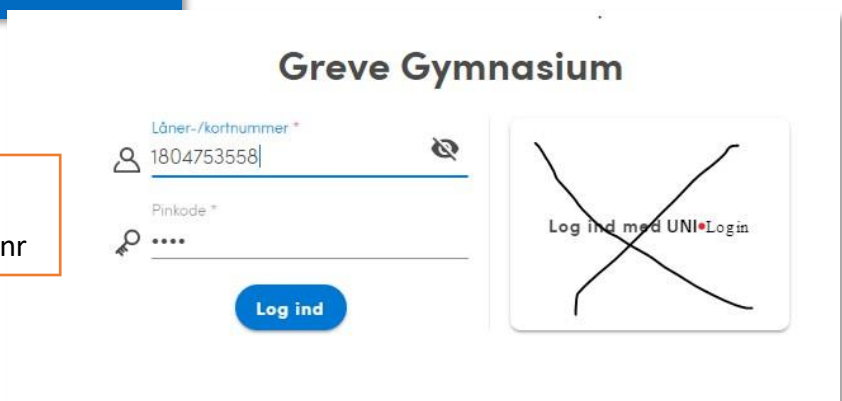 Greve Gymnasium
Låner-/kortnummer *
1804753558
Pinkode *
••••
nr
Log ind
Log ind med UNI•Login